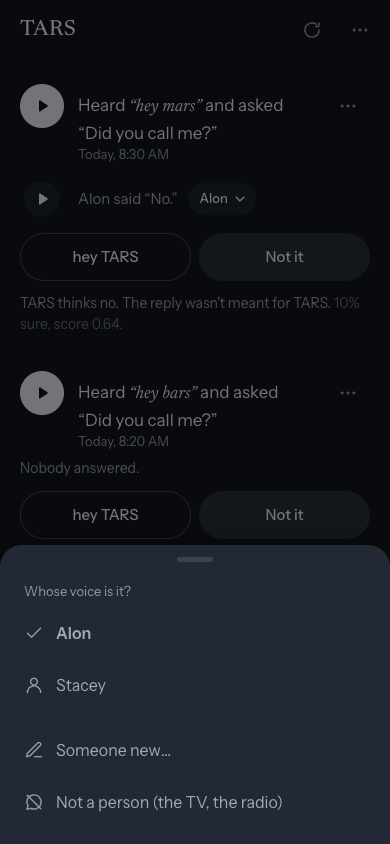 TARS
Heard “hey mars” and asked
“Did you call me?”
Today, 8:30 AM
Alon said “No.” Alon
hey TARS Not it
TARS thinks no. The reply wasn’t meant for TARS. 10%
sure, score 0.64.
Heard “hey bars” and asked
“Did you call me?”
Today, 8:20 AM
Nobody answered.
hey TARS Not it
Whose voice is it?
Alon
Stacey
Someone new...
Not a person (the TV, the radio)